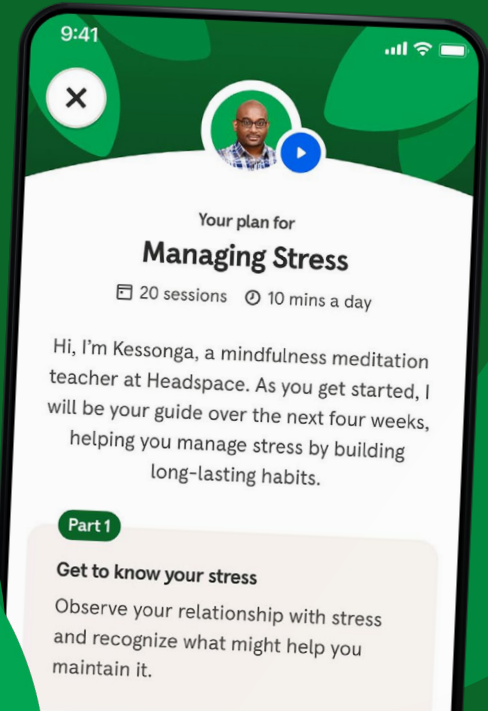 9:41
Your plan for
Managing Stress
20 sessions 10 mins a day
Hi, I'm Kessonga, a mindfulness meditation
teacher at Headspace. As you get started, I
will be your guide over the next four weeks,
helping you manage stress by building
long-lasting habits.
Part 1
Get to know your stress
Observe your relationship with stress
and recognize what might help you
maintain it.